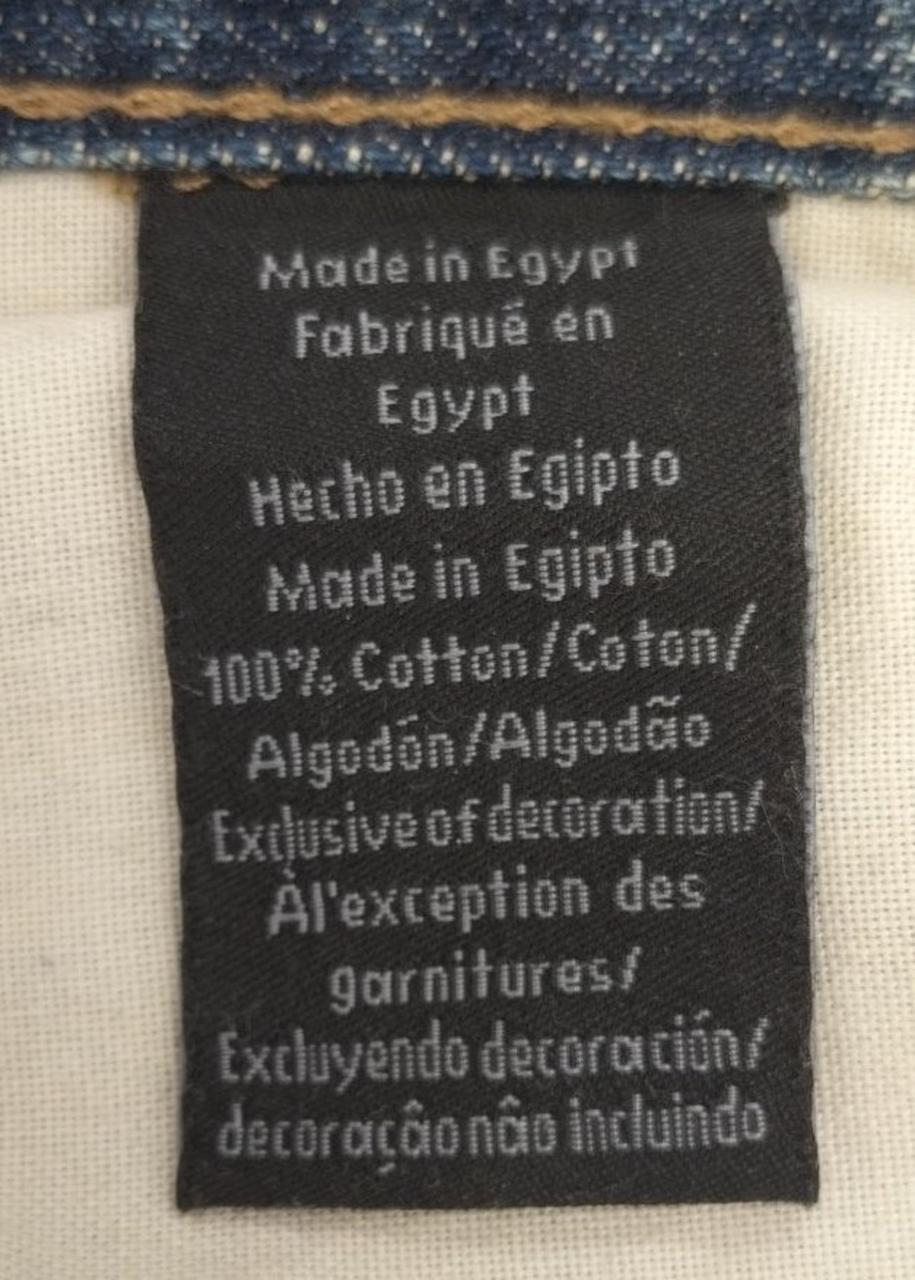 Made in Egypt
Fabriqué en
Egypt
Hecho en Egipto
Made in Egipto
100% Cotton/Coton/
Algodón/Algodão
Exclusive of decoration/
Àl'exception des
garnitures/
Excluyendo decoración/
decoraçâo nâo incluindo